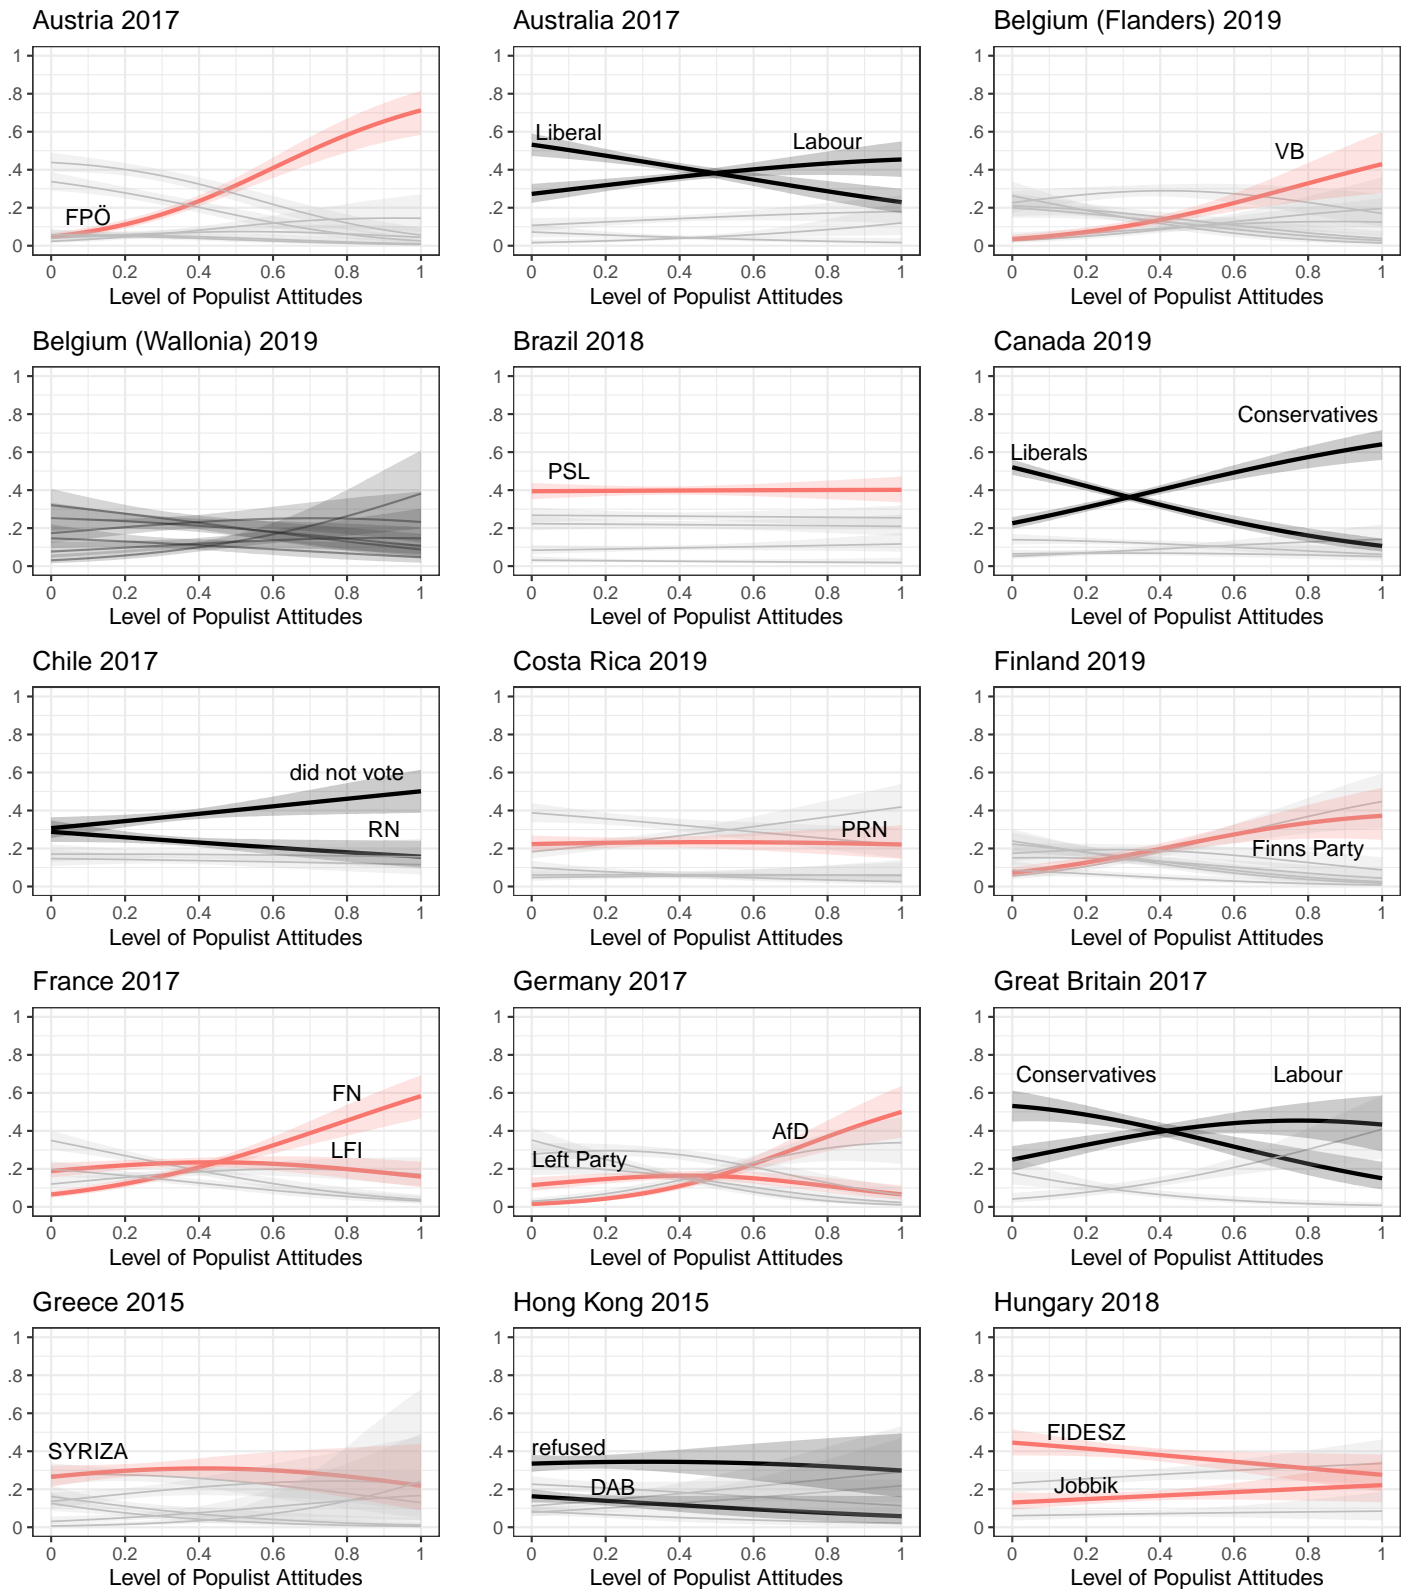 Austria 2017
1
.8
.6
.4
.2
0
FPÖ
0 0.2 0.4 0.6 0.8 1
Level of Populist Attitudes
Australia 2017
1
.8
.6
.4
.2
0
Liberal
Labour
0 0.2 0.4 0.6 0.8 1
Level of Populist Attitudes
Belgium (Flanders) 2019
1
.8
.6
.4
.2
0
VB
0 0.2 0.4 0.6 0.8 1
Level of Populist Attitudes
Belgium (Wallonia) 2019
1
.8
.6
.4
.2
0
0 0.2 0.4 0.6 0.8 1
Level of Populist Attitudes
Brazil 2018
1
.8
.6
.4
.2
0
PSL
0 0.2 0.4 0.6 0.8 1
Level of Populist Attitudes
Canada 2019
1
.8
.6
.4
.2
0
Conservatives
Liberals
0 0.2 0.4 0.6 0.8 1
Level of Populist Attitudes
Chile 2017
1
.8
.6
.4
.2
0
did not vote
RN
0 0.2 0.4 0.6 0.8 1
Level of Populist Attitudes
Costa Rica 2019
1
.8
.6
.4
.2
0
PRN
0 0.2 0.4 0.6 0.8 1
Level of Populist Attitudes
Finland 2019
1
.8
.6
.4
.2
0
Finns Party
0 0.2 0.4 0.6 0.8 1
Level of Populist Attitudes
France 2017
1
.8
.6
.4
.2
0
FN
LFI
0 0.2 0.4 0.6 0.8 1
Level of Populist Attitudes
Germany 2017
1
.8
.6
.4
.2
0
AfD
Left Party
0 0.2 0.4 0.6 0.8 1
Level of Populist Attitudes
Great Britain 2017
1
.8
.6
.4
.2
0
Conservatives
Labour
0 0.2 0.4 0.6 0.8 1
Level of Populist Attitudes
Greece 2015
1
.8
.6
.4
.2
0
SYRIZA
0 0.2 0.4 0.6 0.8 1
Level of Populist Attitudes
Hong Kong 2015
1
.8
.6
.4
.2
0
refused
DAB
0 0.2 0.4 0.6 0.8 1
Level of Populist Attitudes
Hungary 2018
1
.8
.6
.4
.2
0
FIDESZ
Jobbik
0 0.2 0.4 0.6 0.8 1
Level of Populist Attitudes